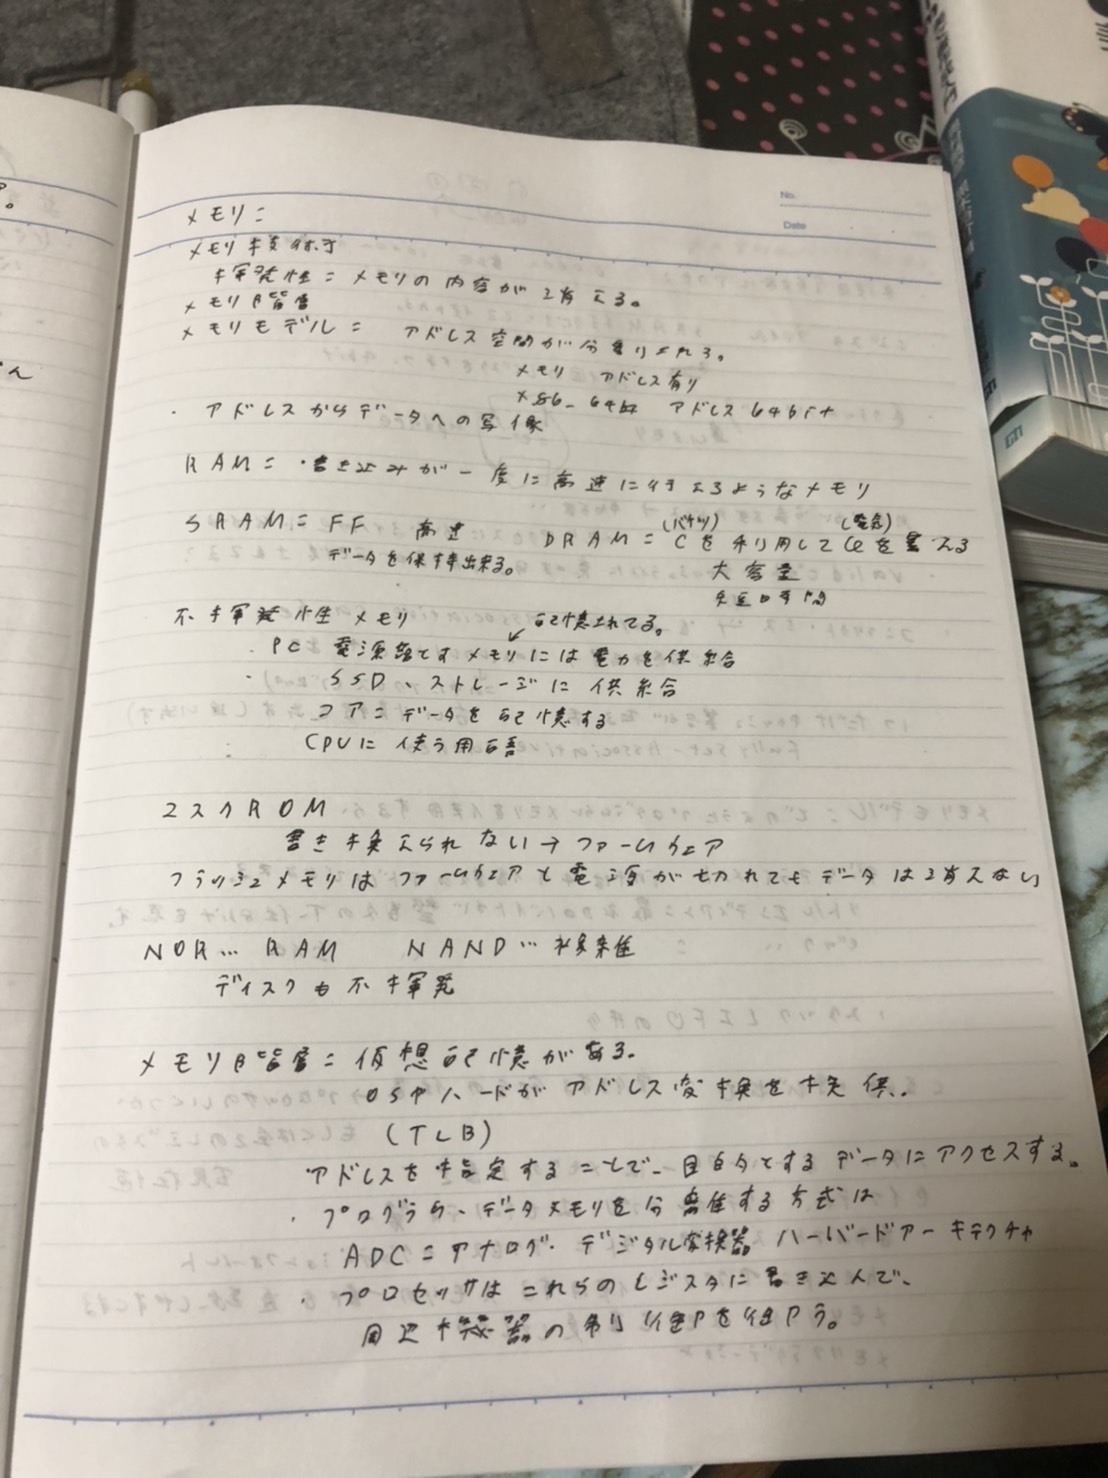 No.
Date
メモリ=
メモリ技術
揮発性=メモリの内容が消える。
メモリ階層
メモリモデル= アドレス空間が分割される。
メモリ アドレス有り
x86-64は アドレス 64bit
・アドレスからデータへの写像
RAM=・書き込みが一度に高速に行えるようなメモリ
SRAM=FF 高速
データを保持出来る。
(バケツ) (電気)
DRAM=Cを利用してQを蓄える
大容量
短時間
不揮発性メモリ
記憶されてる。
・PC 電源落とす メモリには電力を供給
・ SSD、ストレージに供給
コア=データを記憶する
CPUに使う用語
マスクROM
書き換えられない→ファームウェア
フラッシュメモリはファームウェアと電源が切れてもデータは消えない
NOR… RAM NAND…補集
ディスクも不揮発
メモリ階層=仮想記憶がある。
OSやハードがアドレス変換を提供。
(TLB)
アドレスを指定することで、目的とするデータにアクセスする。
・プログラム、データメモリを分離する方式は
ADC=アナログ・デジタル変換器 ハーバードアーキテクチャ
・プロセッサはこれらのレジスタに書き込んで、
周辺機器の制御を行う。